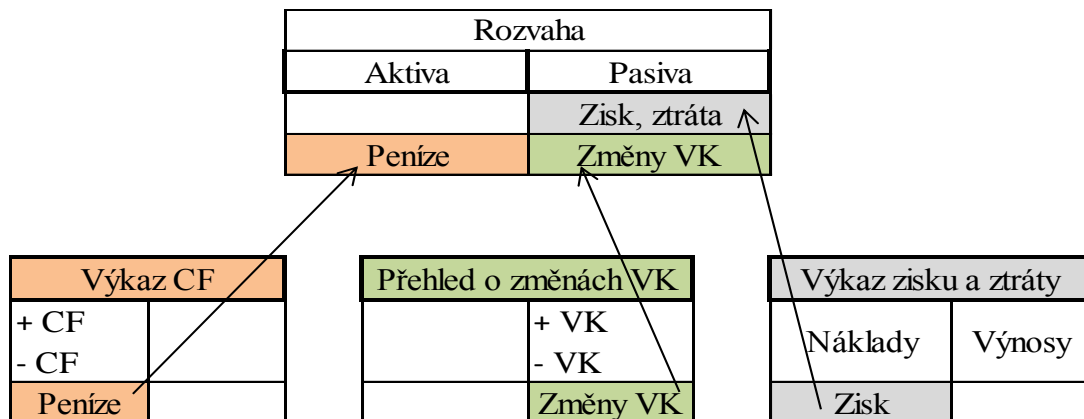 Rozvaha
Aktiva Pasiva
Zisk, ztráta
Peníze Změny VK
Výkaz CF Přehled o změnách VK Výkaz zisku a ztráty
+ CF + VK
- CF - VK
Náklady Výnosy
Peníze Změny VK Zisk